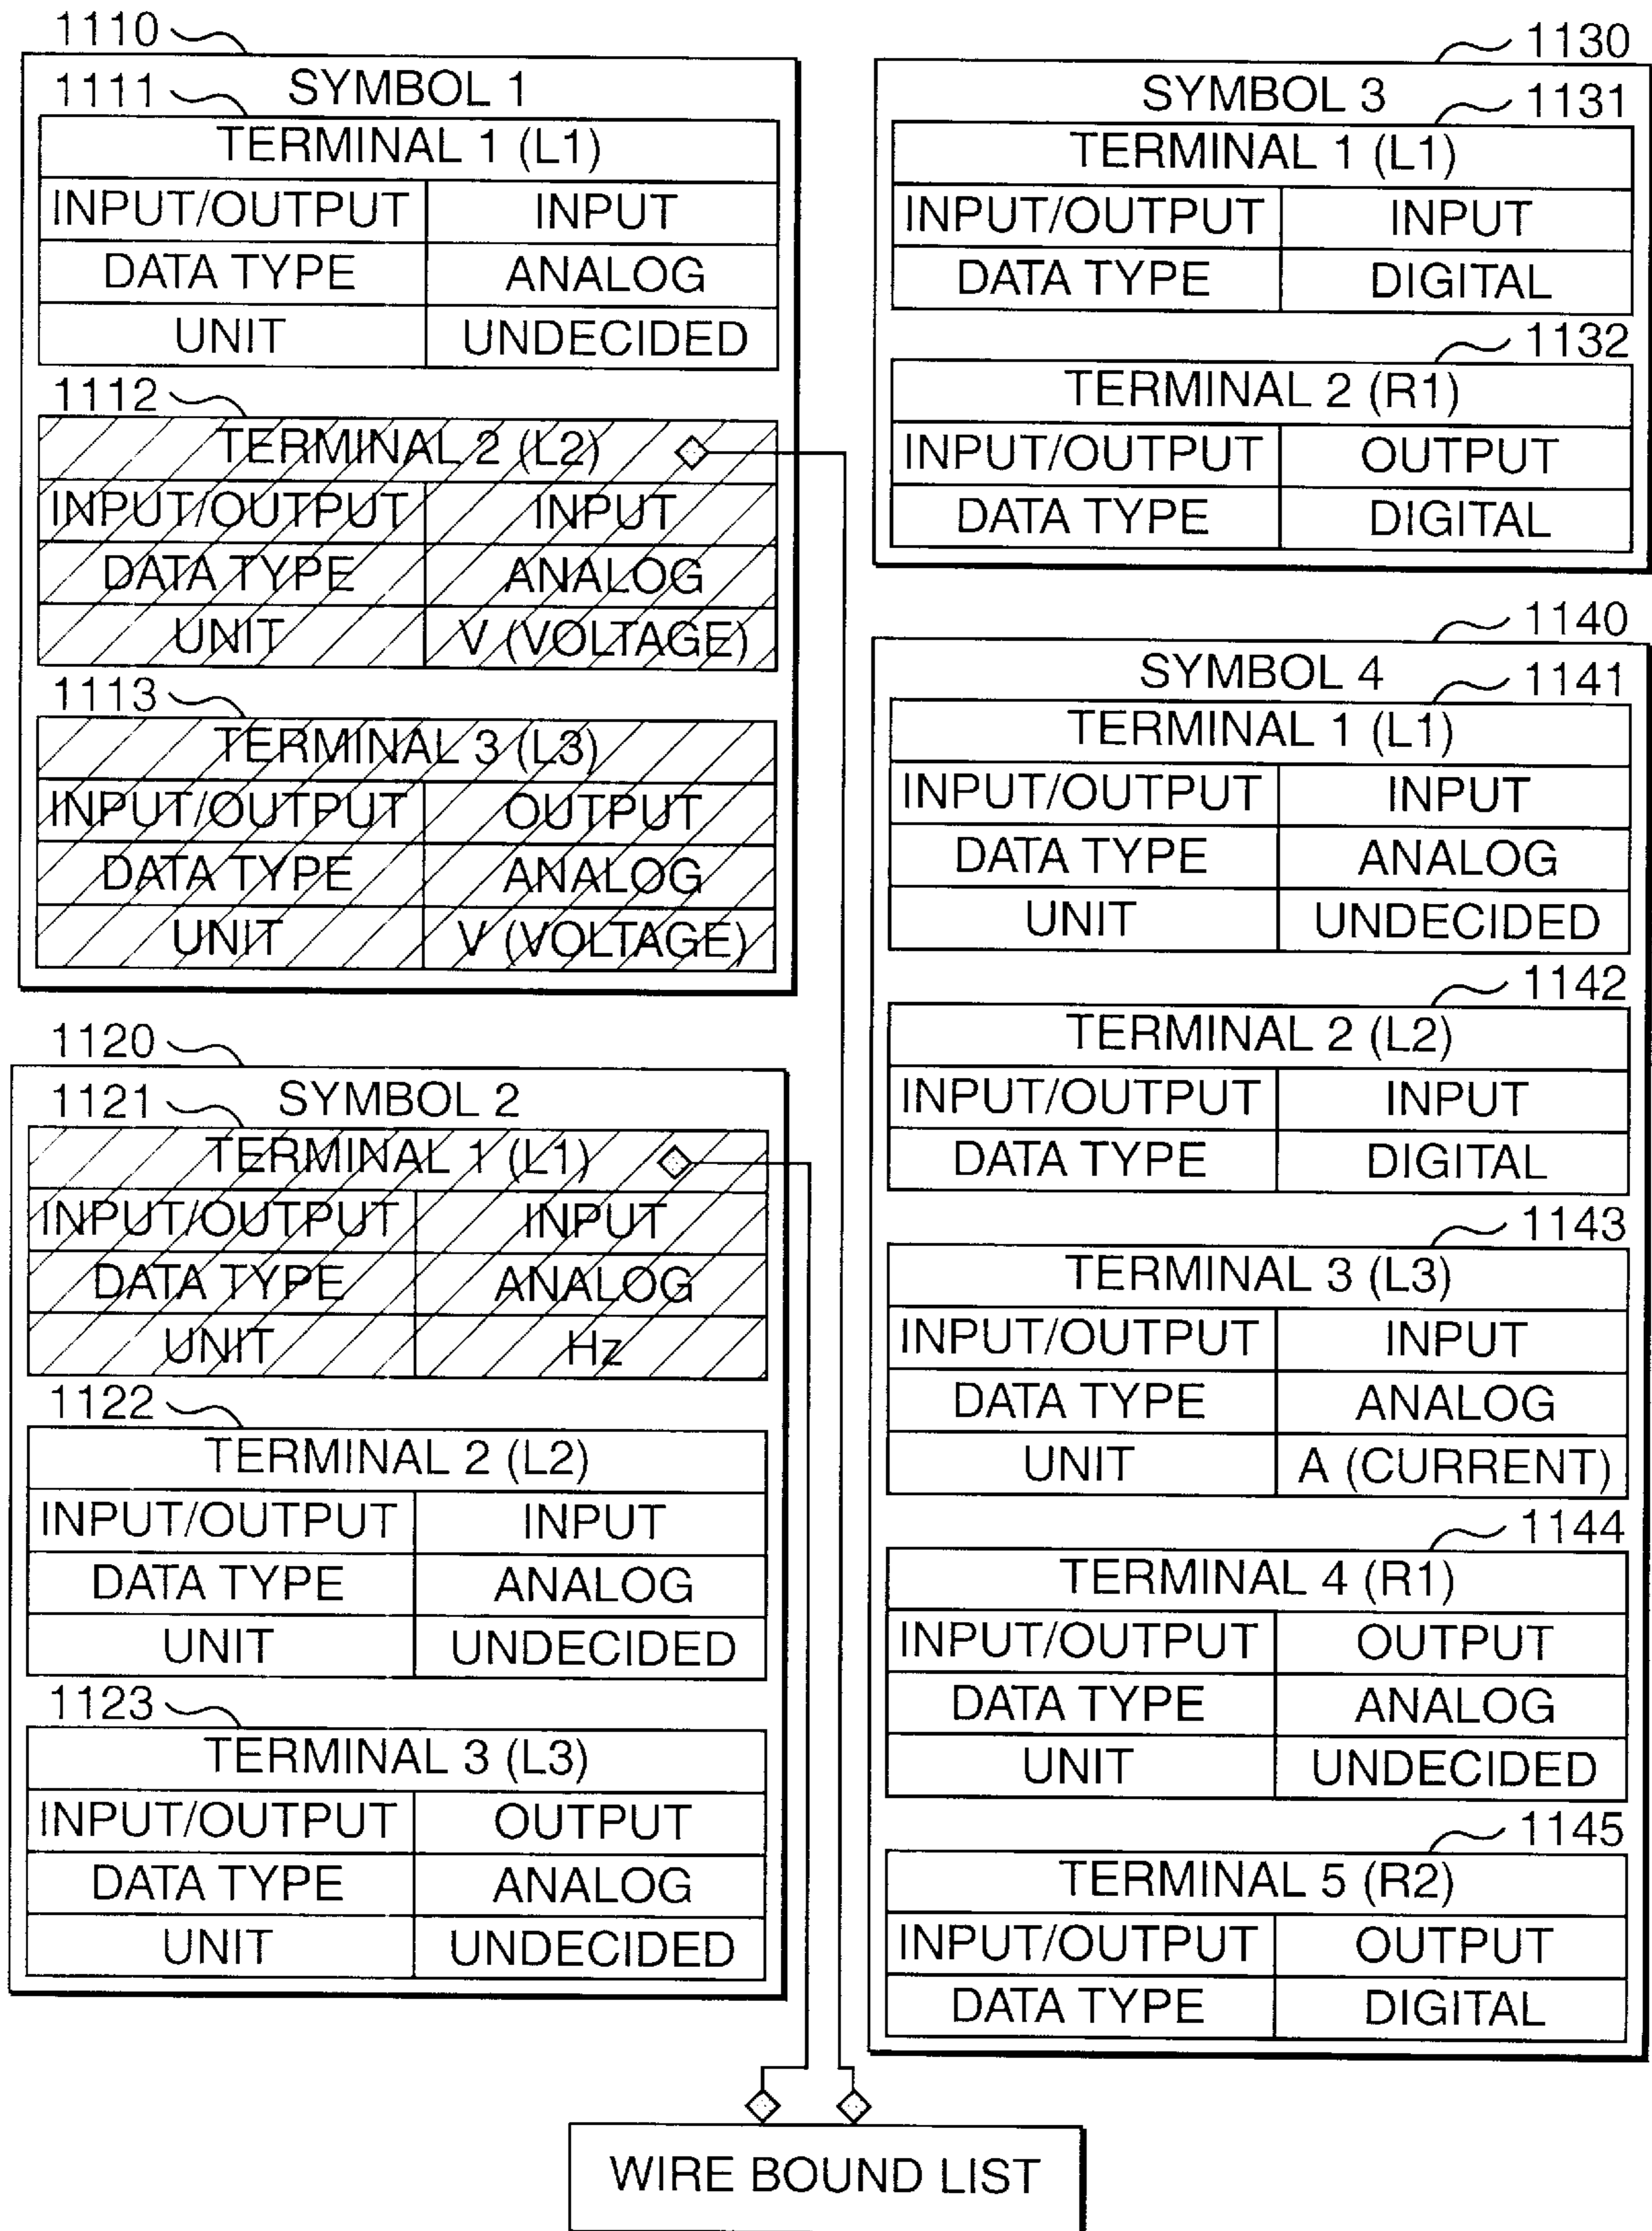 1110
SYMBOL 1
1111
TERMINAL 1 (L1)
INPUT/OUTPUT INPUT
DATA TYPE ANALOG
UNIT UNDECIDED
1112
TERMINAL 2 (L2)
INPUT/OUTPUT INPUT
DATA TYPE ANALOG
UNIT V (VOLTAGE)
1113
TERMINAL 3 (L3)
INPUT/OUTPUT OUTPUT
DATA TYPE ANALOG
UNIT V (VOLTAGE)
1120
SYMBOL 2
1121
TERMINAL 1 (L1)
INPUT/OUTPUT INPUT
DATA TYPE ANALOG
UNIT Hz
1122
TERMINAL 2 (L2)
INPUT/OUTPUT INPUT
DATA TYPE ANALOG
UNIT UNDECIDED
1123
TERMINAL 3 (L3)
INPUT/OUTPUT OUTPUT
DATA TYPE ANALOG
UNIT UNDECIDED
1130
SYMBOL 3
1131
TERMINAL 1 (L1)
INPUT/OUTPUT INPUT
DATA TYPE DIGITAL
1132
TERMINAL 2 (R1)
INPUT/OUTPUT OUTPUT
DATA TYPE DIGITAL
1140
SYMBOL 4
1141
TERMINAL 1 (L1)
INPUT/OUTPUT INPUT
DATA TYPE ANALOG
UNIT UNDECIDED
1142
TERMINAL 2 (L2)
INPUT/OUTPUT INPUT
DATA TYPE DIGITAL
1143
TERMINAL 3 (L3)
INPUT/OUTPUT INPUT
DATA TYPE ANALOG
UNIT A (CURRENT)
1144
TERMINAL 4 (R1)
INPUT/OUTPUT OUTPUT
DATA TYPE ANALOG
UNIT UNDECIDED
1145
TERMINAL 5 (R2)
INPUT/OUTPUT OUTPUT
DATA TYPE DIGITAL
WIRE BOUND LIST